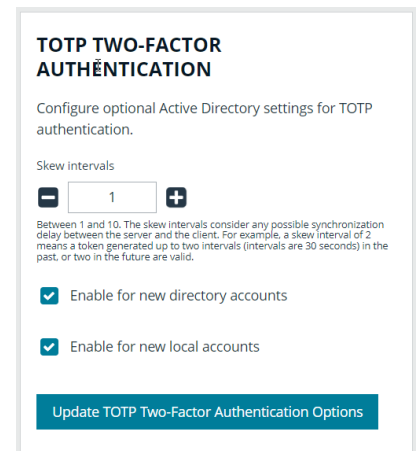 TOTP TWO-FACTOR
AUTHENTICATION
Configure optional Active Directory settings for TOTP
authentication.
Skew intervals
1
Between 1 and 10. The skew intervals consider any possible synchronization
delay between the server and the client. For example, a skew interval of 2
means a token generated up to two intervals (intervals are 30 seconds) in the
past, or two in the future are valid.
Enable for new directory accounts
Enable for new local accounts
Update TOTP Two-Factor Authentication Options